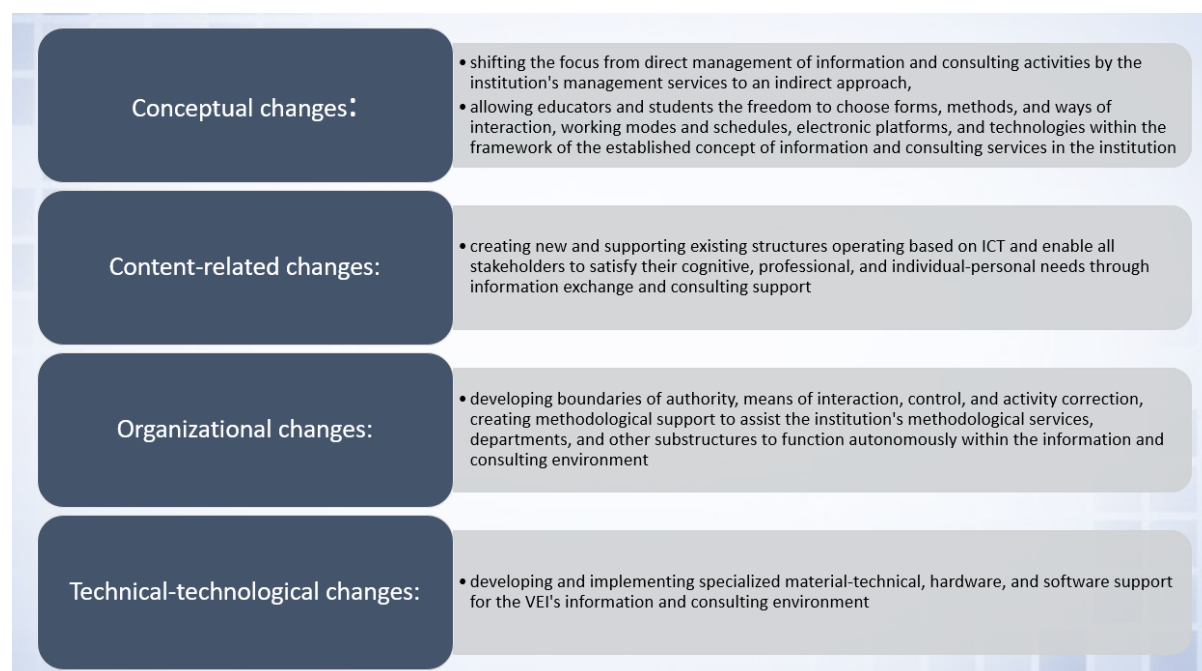 Conceptual changes:
• shifting the focus from direct management of information and consulting activities by the
institution's management services to an indirect approach,
• allowing educators and students the freedom to choose forms, methods, and ways of
interaction, working modes and schedules, electronic platforms, and technologies within the
framework of the established concept of information and consulting services in the institution
Content-related changes:
• creating new and supporting existing structures operating based on ICT and enable all
stakeholders to satisfy their cognitive, professional, and individual-personal needs through
information exchange and consulting support
Organizational changes:
• developing boundaries of authority, means of interaction, control, and activity correction,
creating methodological support to assist the institution's methodological services,
departments, and other substructures to function autonomously within the information and
consulting environment
Technical-technological changes:
• developing and implementing specialized material-technical, hardware, and software support
for the VEI's information and consulting environment